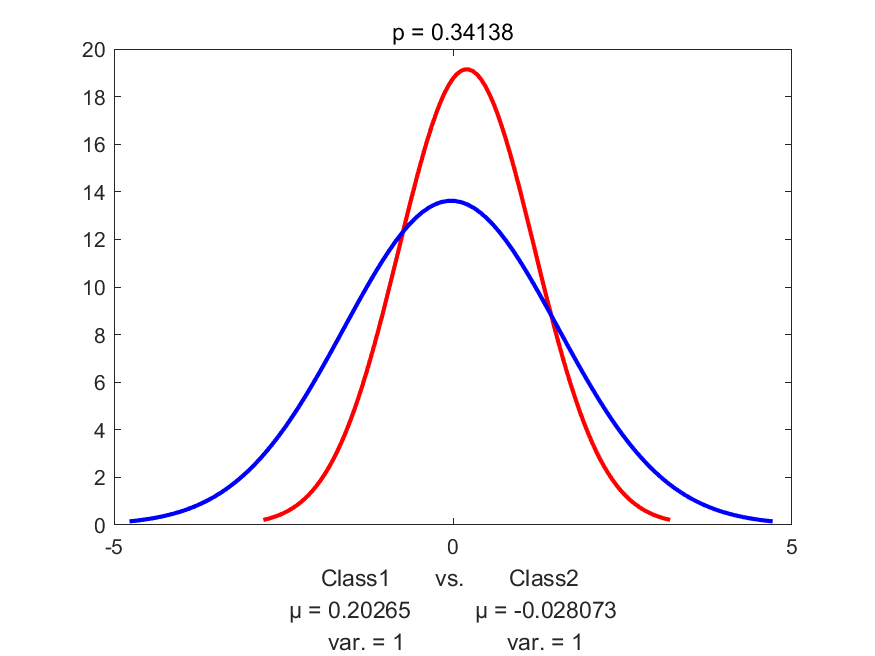 p = 0.34138
20
18
16
14
12
10
8
6
4
2
0
-5 0 5
Class1 vs. Class2
μ = 0.20265 μ = -0.028073
var. = 1 var. = 1